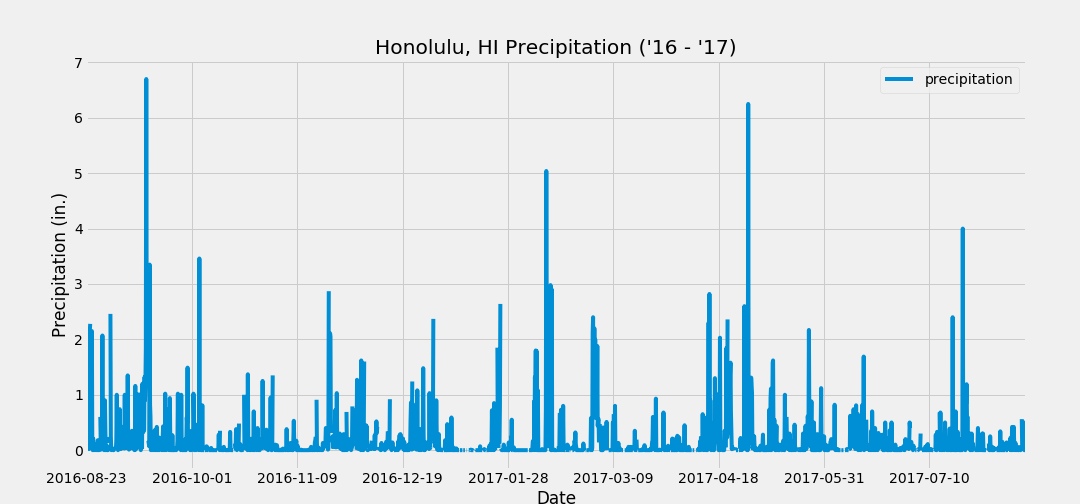 Honolulu, HI Precipitation ('16 - '17)
precipitation
Precipitation (in.)
7
6
5
4
3
2
1
0
2016-08-23 2016-10-01 2016-11-09 2016-12-19 2017-01-28 2017-03-09 2017-04-18 2017-05-31 2017-07-10
Date